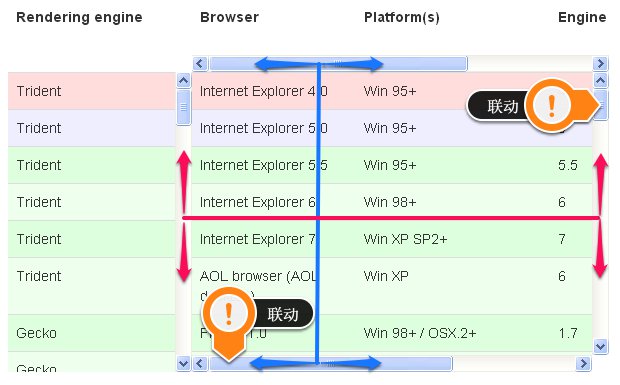 Rendering engine Browser Platform(s) Engine
Trident Internet Explorer 4.0 Win 95+ 联动
Trident Internet Explorer 5.0 Win 95+
Trident Internet Explorer 5.5 Win 95+ 5.5
Trident Internet Explorer 6 Win 98+ 6
Trident Internet Explorer 7 Win XP SP2+ 7
Trident AOL browser (AOL Win XP 6
联动
Gecko 1.0 Win 98+ / OSX.2+ 1.7
Gecko